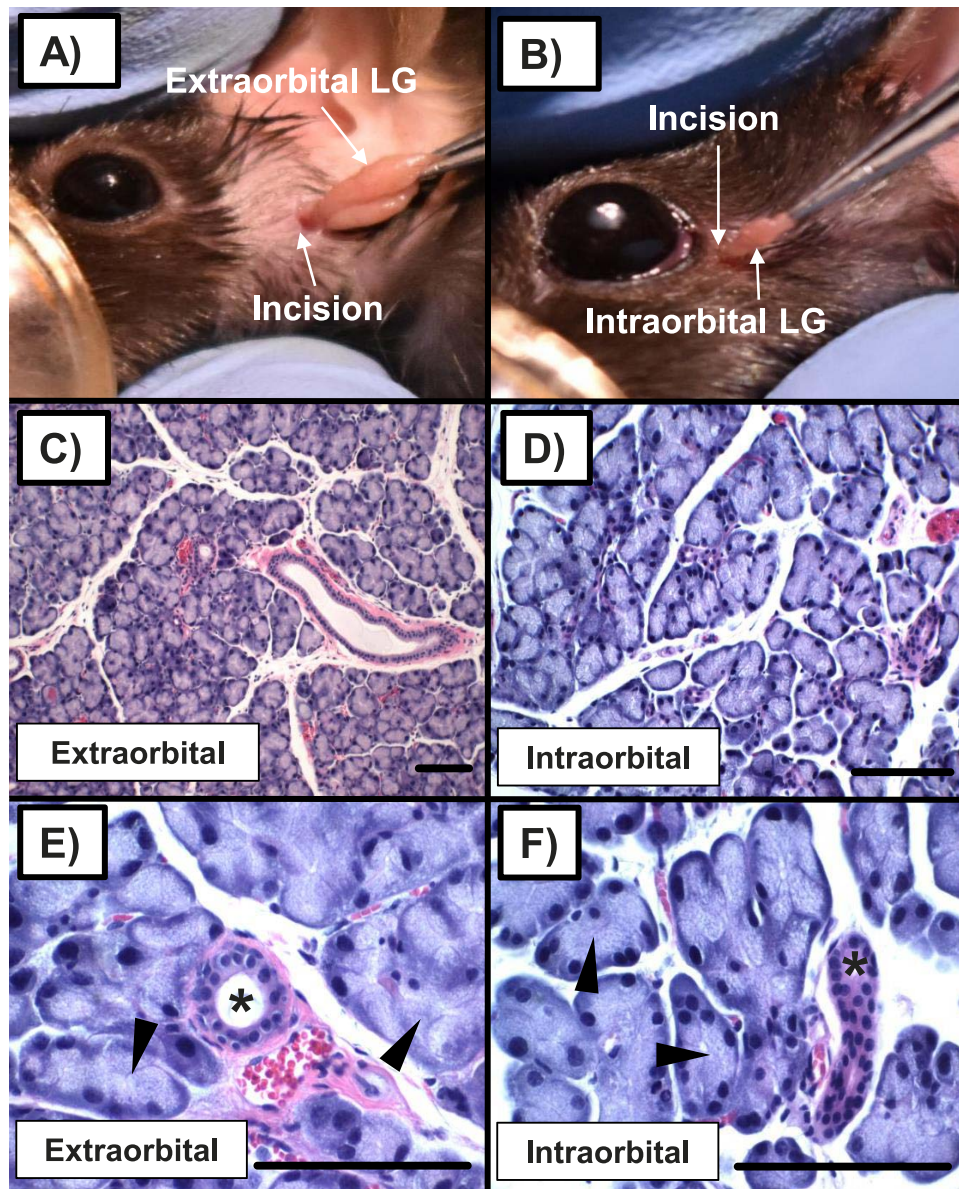 A)
Extraorbital LG
Incision
B)
Incision
Intraorbital LG
C)
Extraorbital
D)
Intraorbital
E)
*
Extraorbital
F)
*
Intraorbital